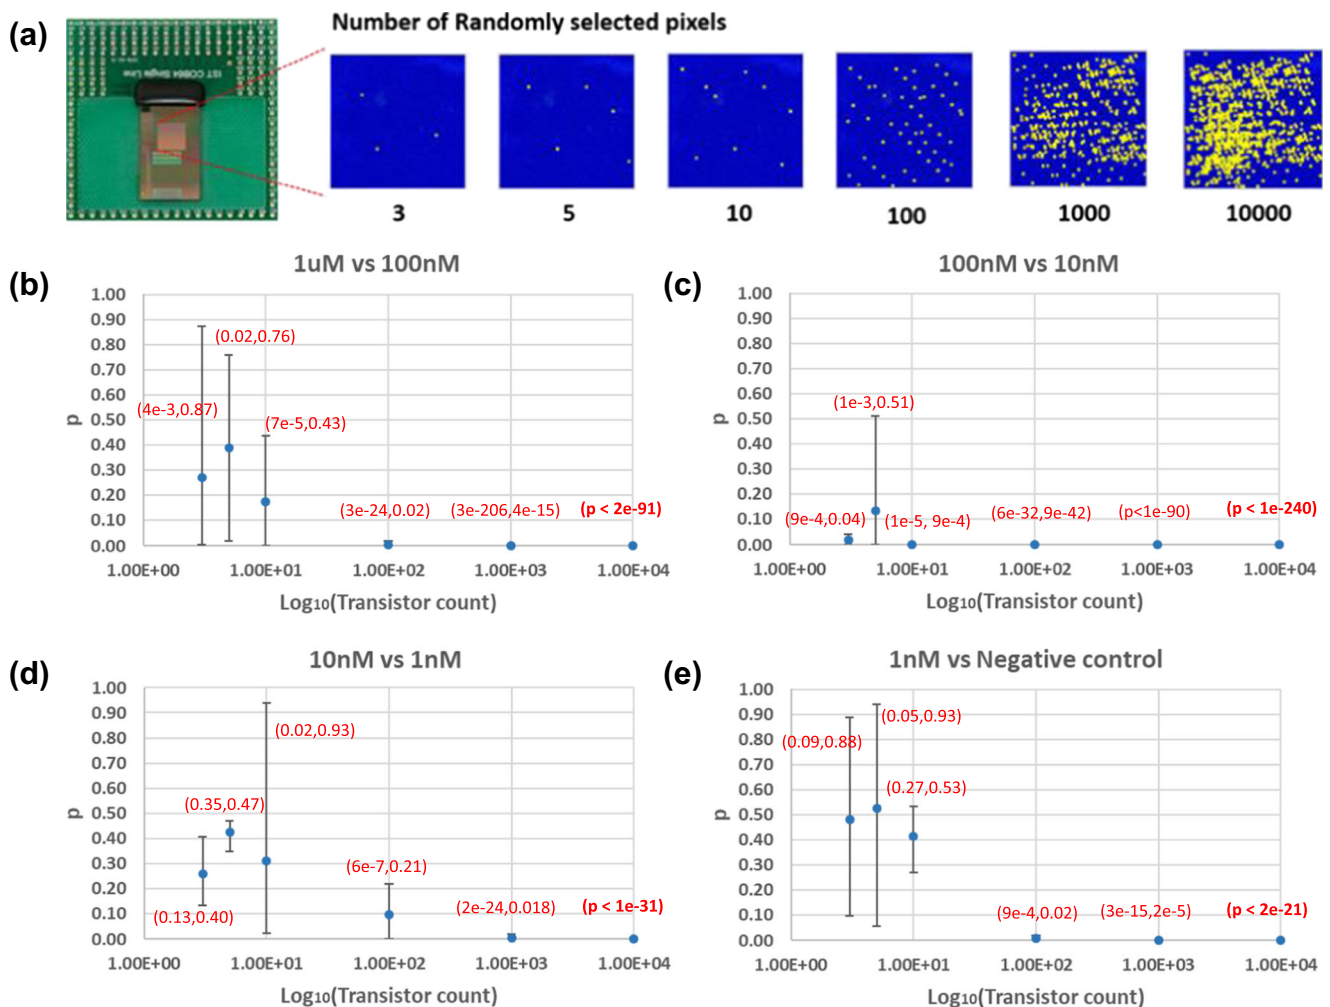 (a)
Number of Randomly selected pixels
IST COB64 Single Line
3 5 10 100 1000 10000
(b)
1uM vs 100nM
p
1.00
0.90
0.80
0.70
0.60
0.50
0.40
0.30
0.20
0.10
0.00
(0.02,0.76)
(4e-3,0.87)
(7e-5,0.43)
(3e-24,0.02)
(3e-206,4e-15)
(p < 2e-91)
1.00E+00 1.00E+01 1.00E+02 1.00E+03 1.00E+04
Log₁₀(Transistor count)
(c)
100nM vs 10nM
p
1.00
0.90
0.80
0.70
0.60
0.50
0.40
0.30
0.20
0.10
0.00
(1e-3,0.51)
(9e-4,0.04)
(1e-5, 9e-4)
(6e-32,9e-42)
(p<1e-90)
(p < 1e-240)
1.00E+00 1.00E+01 1.00E+02 1.00E+03 1.00E+04
Log₁₀(Transistor count)
(d)
10nM vs 1nM
p
1.00
0.90
0.80
0.70
0.60
0.50
0.40
0.30
0.20
0.10
0.00
(0.02,0.93)
(0.35,0.47)
(0.13,0.40)
(6e-7,0.21)
(2e-24,0.018)
(p < 1e-31)
1.00E+00 1.00E+01 1.00E+02 1.00E+03 1.00E+04
Log₁₀(Transistor count)
(e)
1nM vs Negative control
p
1.00
0.90
0.80
0.70
0.60
0.50
0.40
0.30
0.20
0.10
0.00
(0.05,0.93)
(0.09,0.88)
(0.27,0.53)
(9e-4,0.02)
(3e-15,2e-5)
(p < 2e-21)
1.00E+00 1.00E+01 1.00E+02 1.00E+03 1.00E+04
Log₁₀(Transistor count)